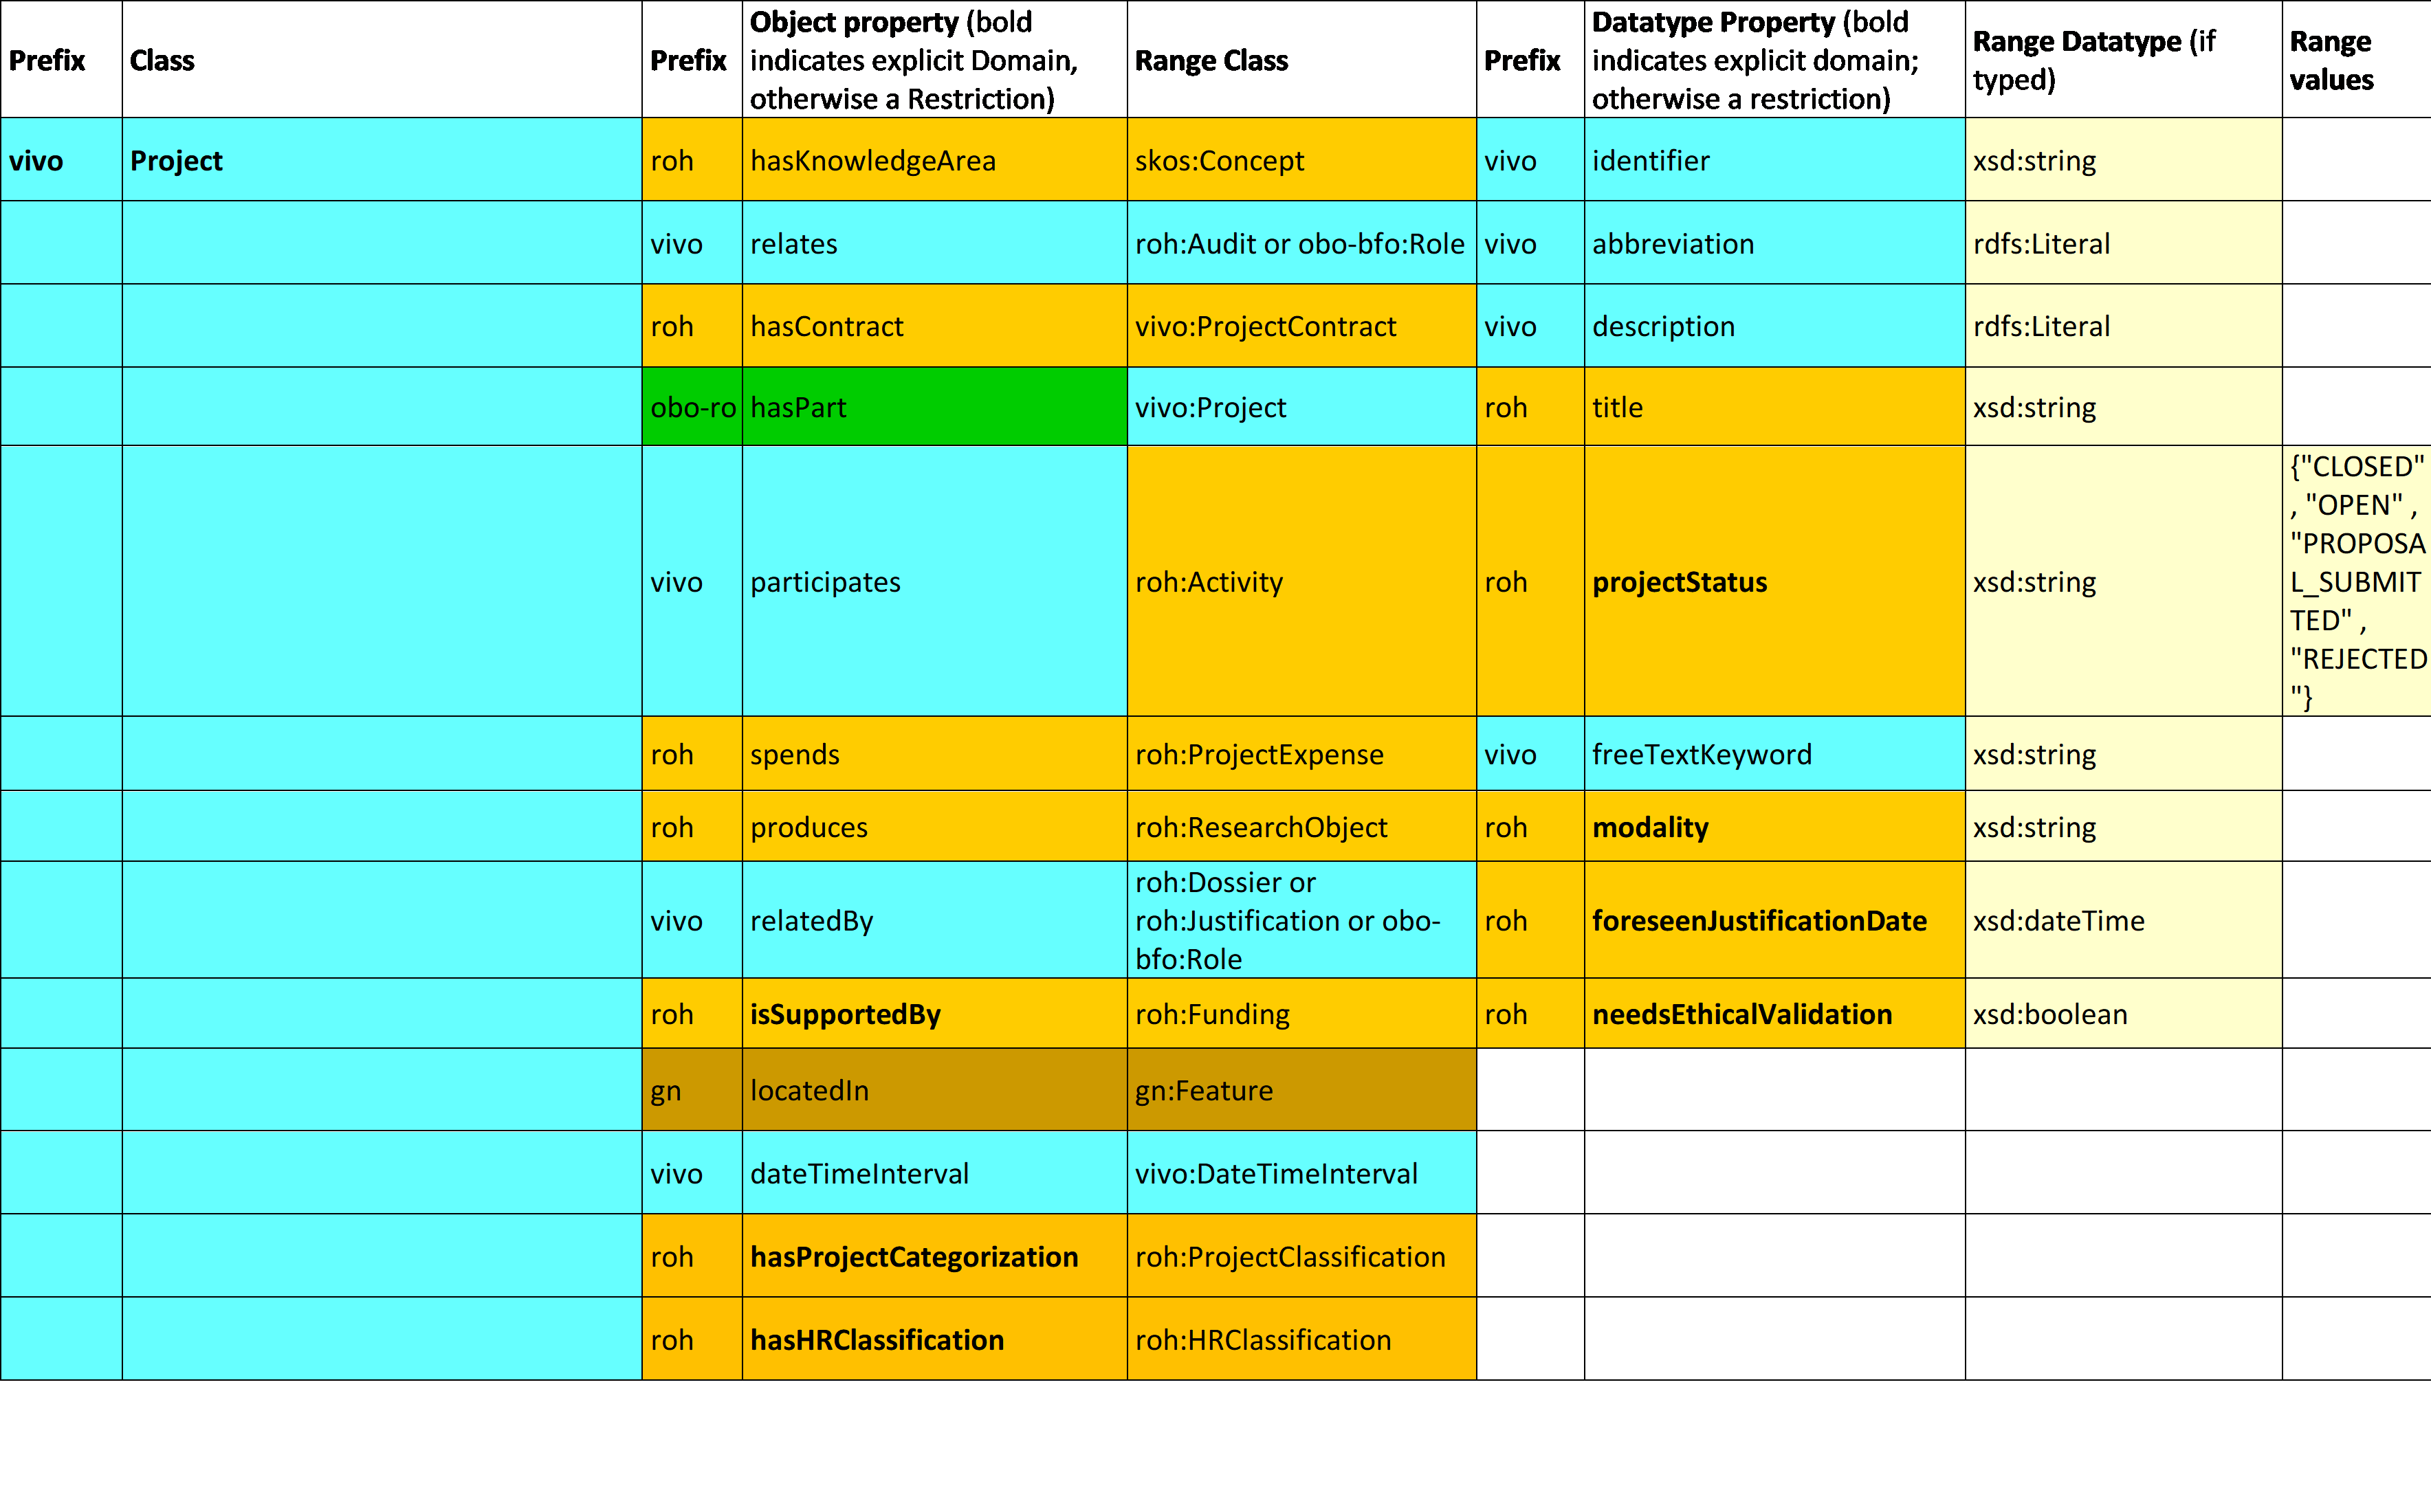 Prefix
Class
Prefix
Object property (bold
indicates explicit Domain,
otherwise a Restriction)
Range Class
Prefix
Datatype Property (bold
indicates explicit domain;
otherwise a restriction)
Range Datatype (if
typed)
Range
values
vivo
Project
roh
hasKnowledgeArea
skos:Concept
vivo
identifier
xsd:string
vivo
relates
roh:Audit or obo-bfo:Role
vivo
abbreviation
rdfs:Literal
roh
hasContract
vivo:ProjectContract
vivo
description
rdfs:Literal
obo-ro
hasPart
vivo:Project
roh
title
xsd:string
vivo
participates
roh:Activity
roh
projectStatus
xsd:string
{"CLOSED"
, "OPEN" ,
"PROPOSA
L_SUBMIT
TED" ,
"REJECTED
"}
roh
spends
roh:ProjectExpense
vivo
freeTextKeyword
xsd:string
roh
produces
roh:ResearchObject
roh
modality
xsd:string
vivo
relatedBy
roh:Dossier or
roh:Justification or obo-
bfo:Role
roh
foreseenJustificationDate
xsd:dateTime
roh
isSupportedBy
roh:Funding
roh
needsEthicalValidation
xsd:boolean
gn
locatedIn
gn:Feature
vivo
dateTimeInterval
vivo:DateTimeInterval
roh
hasProjectCategorization
roh:ProjectClassification
roh
hasHRClassification
roh:HRClassification